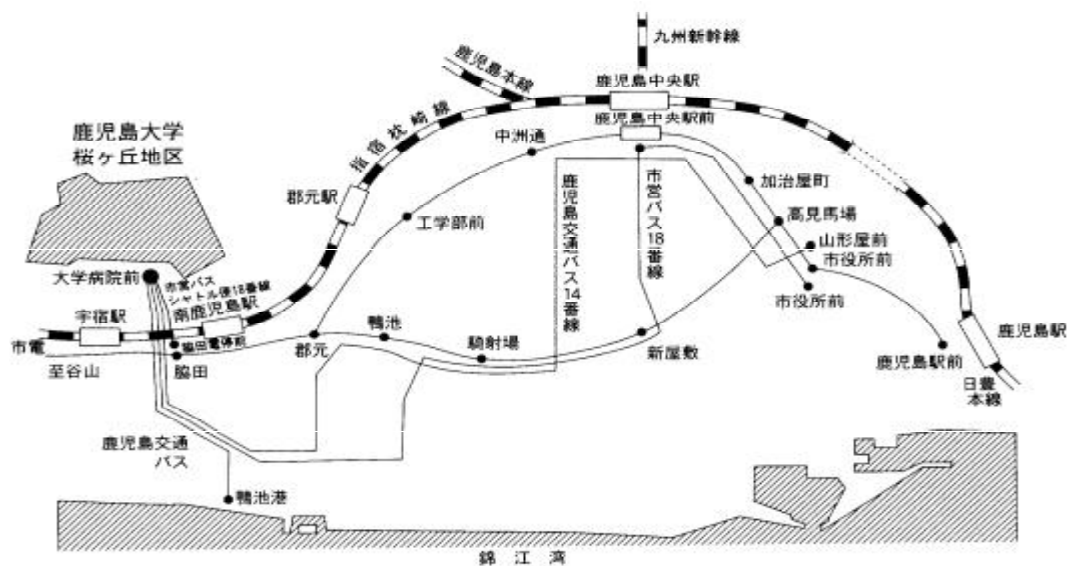 九州新幹線
鹿児島本線
鹿児島中央駅
鹿児島中央駅前
指宿枕崎線
中洲通
鹿児島大学
桜ヶ丘地区
郡元駅
工学部前
鹿児島交通バス14番線
市営バス18番線
加治屋町
高見馬場
山形屋前
市役所前
市役所前
大学病院前
市営バス
シャトル便18番線
南鹿児島駅
宇宿駅
脇田電停前
市電
至谷山
脇田
郡元
鴨池
騎射場
新屋敷
鹿児島駅前
鹿児島駅
日豊
本線
鹿児島交通
バス
鴨池港
錦江湾